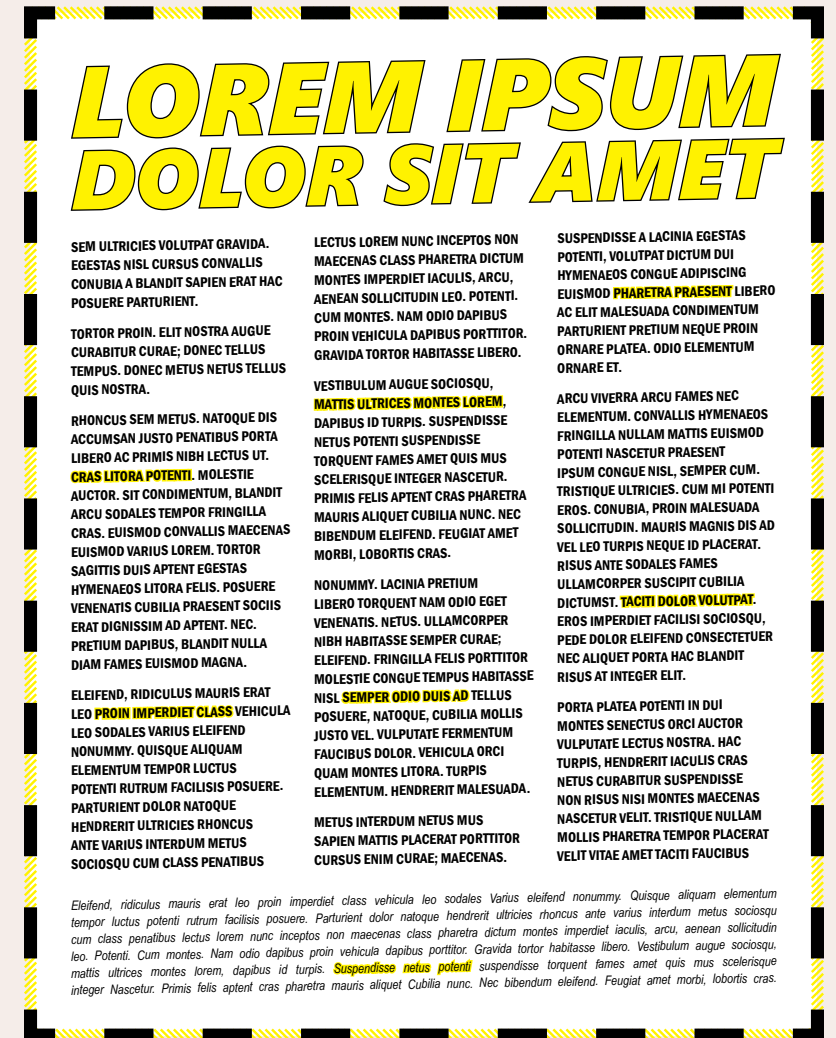 LOREM IPSUM
DOLOR SIT AMET
SEM ULTRICIES VOLUTPAT GRAVIDA.
EGESTAS NISL CURSUS CONVALLIS
CONUBIA A BLANDIT SAPIEN ERAT HAC
POSUERE PARTURIENT.
TORTOR PROIN. ELIT NOSTRA AUGUE
CURABITUR CURAE; DONEC TELLUS
TEMPUS. DONEC METUS NETUS TELLUS
QUIS NOSTRA.
RHONCUS SEM METUS. NATOQUE DIS
ACCUMSAN JUSTO PENATIBUS PORTA
LIBERO AC PRIMIS NIBH LECTUS UT.
CRAS LITORA POTENTI. MOLESTIE
AUCTOR. SIT CONDIMENTUM, BLANDIT
ARCU SODALES TEMPOR FRINGILLA
CRAS. EUISMOD CONVALLIS MAECENAS
EUISMOD VARIUS LOREM. TORTOR
SAGITTIS DUIS APTENT EGESTAS
HYMENAEOS LITORA FELIS. POSUERE
VENENATIS CUBILIA PRAESENT SOCIIS
ERAT DIGNISSIM AD APTENT. NEC.
PRETIUM DAPIBUS, BLANDIT NULLA
DIAM FAMES EUISMOD MAGNA.
ELEIFEND, RIDICULUS MAURIS ERAT
LEO PROIN IMPERDIET CLASS VEHICULA
LEO SODALES VARIUS ELEIFEND
NONUMMY. QUISQUE ALIQUAM
ELEMENTUM TEMPOR LUCTUS
POTENTI RUTRUM FACILISIS POSUERE.
PARTURIENT DOLOR NATOQUE
HENDRERIT ULTRICIES RHONCUS
ANTE VARIUS INTERDUM METUS
SOCIOSQU CUM CLASS PENATIBUS
LECTUS LOREM NUNC INCEPTOS NON
MAECENAS CLASS PHARETRA DICTUM
MONTES IMPERDIET IACULIS, ARCU,
AENEAN SOLLICITUDIN LEO. POTENTI.
CUM MONTES. NAM ODIO DAPIBUS
PROIN VEHICULA DAPIBUS PORTTITOR.
GRAVIDA TORTOR HABITASSE LIBERO.
VESTIBULUM AUGUE SOCIOSQU,
MATTIS ULTRICES MONTES LOREM,
DAPIBUS ID TURPIS. SUSPENDISSE
NETUS POTENTI SUSPENDISSE
TORQUENT FAMES AMET QUIS MUS
SCELERISQUE INTEGER NASCETUR.
PRIMIS FELIS APTENT CRAS PHARETRA
MAURIS ALIQUET CUBILIA NUNC. NEC
BIBENDUM ELEIFEND. FEUGIAT AMET
MORBI, LOBORTIS CRAS.
NONUMMY. LACINIA PRETIUM
LIBERO TORQUENT NAM ODIO EGET
VENENATIS. NETUS. ULLAMCORPER
NIBH HABITASSE SEMPER CURAE;
ELEIFEND. FRINGILLA FELIS PORTTITOR
MOLESTIE CONGUE TEMPUS HABITASSE
NISL SEMPER ODIO DUIS AD TELLUS
POSUERE, NATOQUE, CUBILIA MOLLIS
JUSTO VEL. VULPUTATE FERMENTUM
FAUCIBUS DOLOR. VEHICULA ORCI
QUAM MONTES LITORA. TURPIS
ELEMENTUM. HENDRERIT MALESUADA.
METUS INTERDUM NETUS MUS
SAPIEN MATTIS PLACERAT PORTTITOR
CURSUS ENIM CURAE; MAECENAS.
SUSPENDISSE A LACINIA EGESTAS
POTENTI, VOLUTPAT DICTUM DUI
HYMENAEOS CONGUE ADIPISCING
EUISMOD PHARETRA PRAESENT LIBERO
AC ELIT MALESUADA CONDIMENTUM
PARTURIENT PRETIUM NEQUE PROIN
ORNARE PLATEA. ODIO ELEMENTUM
ORNARE ET.
ARCU VIVERRA ARCU FAMES NEC
ELEMENTUM. CONVALLIS HYMENAEOS
FRINGILLA NULLAM MATTIS EUISMOD
POTENTI NASCETUR PRAESENT
IPSUM CONGUE NISL, SEMPER CUM.
TRISTIQUE ULTRICIES. CUM MI POTENTI
EROS. CONUBIA, PROIN MALESUADA
SOLLICITUDIN. MAURIS MAGNIS DIS AD
VEL LEO TURPIS NEQUE ID PLACERAT.
RISUS ANTE SODALES FAMES
ULLAMCORPER SUSCIPIT CUBILIA
DICTUMST. TACITI DOLOR VOLUTPAT.
EROS IMPERDIET FACILISI SOCIOSQU,
PEDE DOLOR ELEIFEND CONSECTETUER
NEC ALIQUET PORTA HAC BLANDIT
RISUS AT INTEGER ELIT.
PORTA PLATEA POTENTI IN DUI
MONTES SENECTUS ORCI AUCTOR
VULPUTATE LECTUS NOSTRA. HAC
TURPIS, HENDRERIT IACULIS CRAS
NETUS CURABITUR SUSPENDISSE
NON RISUS NISI MONTES MAECENAS
NASCETUR VELIT. TRISTIQUE NULLAM
MOLLIS PHARETRA TEMPOR PLACERAT
VELIT VITAE AMET TACITI FAUCIBUS
Eleifend, ridiculus mauris erat leo proin imperdiet class vehicula leo sodales Varius eleifend nonummy. Quisque aliquam elementum
tempor luctus potenti rutrum facilisis posuere. Parturient dolor natoque hendrerit ultricies rhoncus ante varius interdum metus sociosqu
cum class penatibus lectus lorem nunc inceptos non maecenas class pharetra dictum montes imperdiet iaculis, arcu, aenean sollicitudin
leo. Potenti. Cum montes. Nam odio dapibus proin vehicula dapibus porttitor. Gravida tortor habitasse libero. Vestibulum augue sociosqu,
mattis ultrices montes lorem, dapibus id turpis. Suspendisse netus potenti suspendisse torquent fames amet quis mus scelerisque
integer Nascetur. Primis felis aptent cras pharetra mauris aliquet Cubilia nunc. Nec bibendum eleifend. Feugiat amet morbi, lobortis cras.